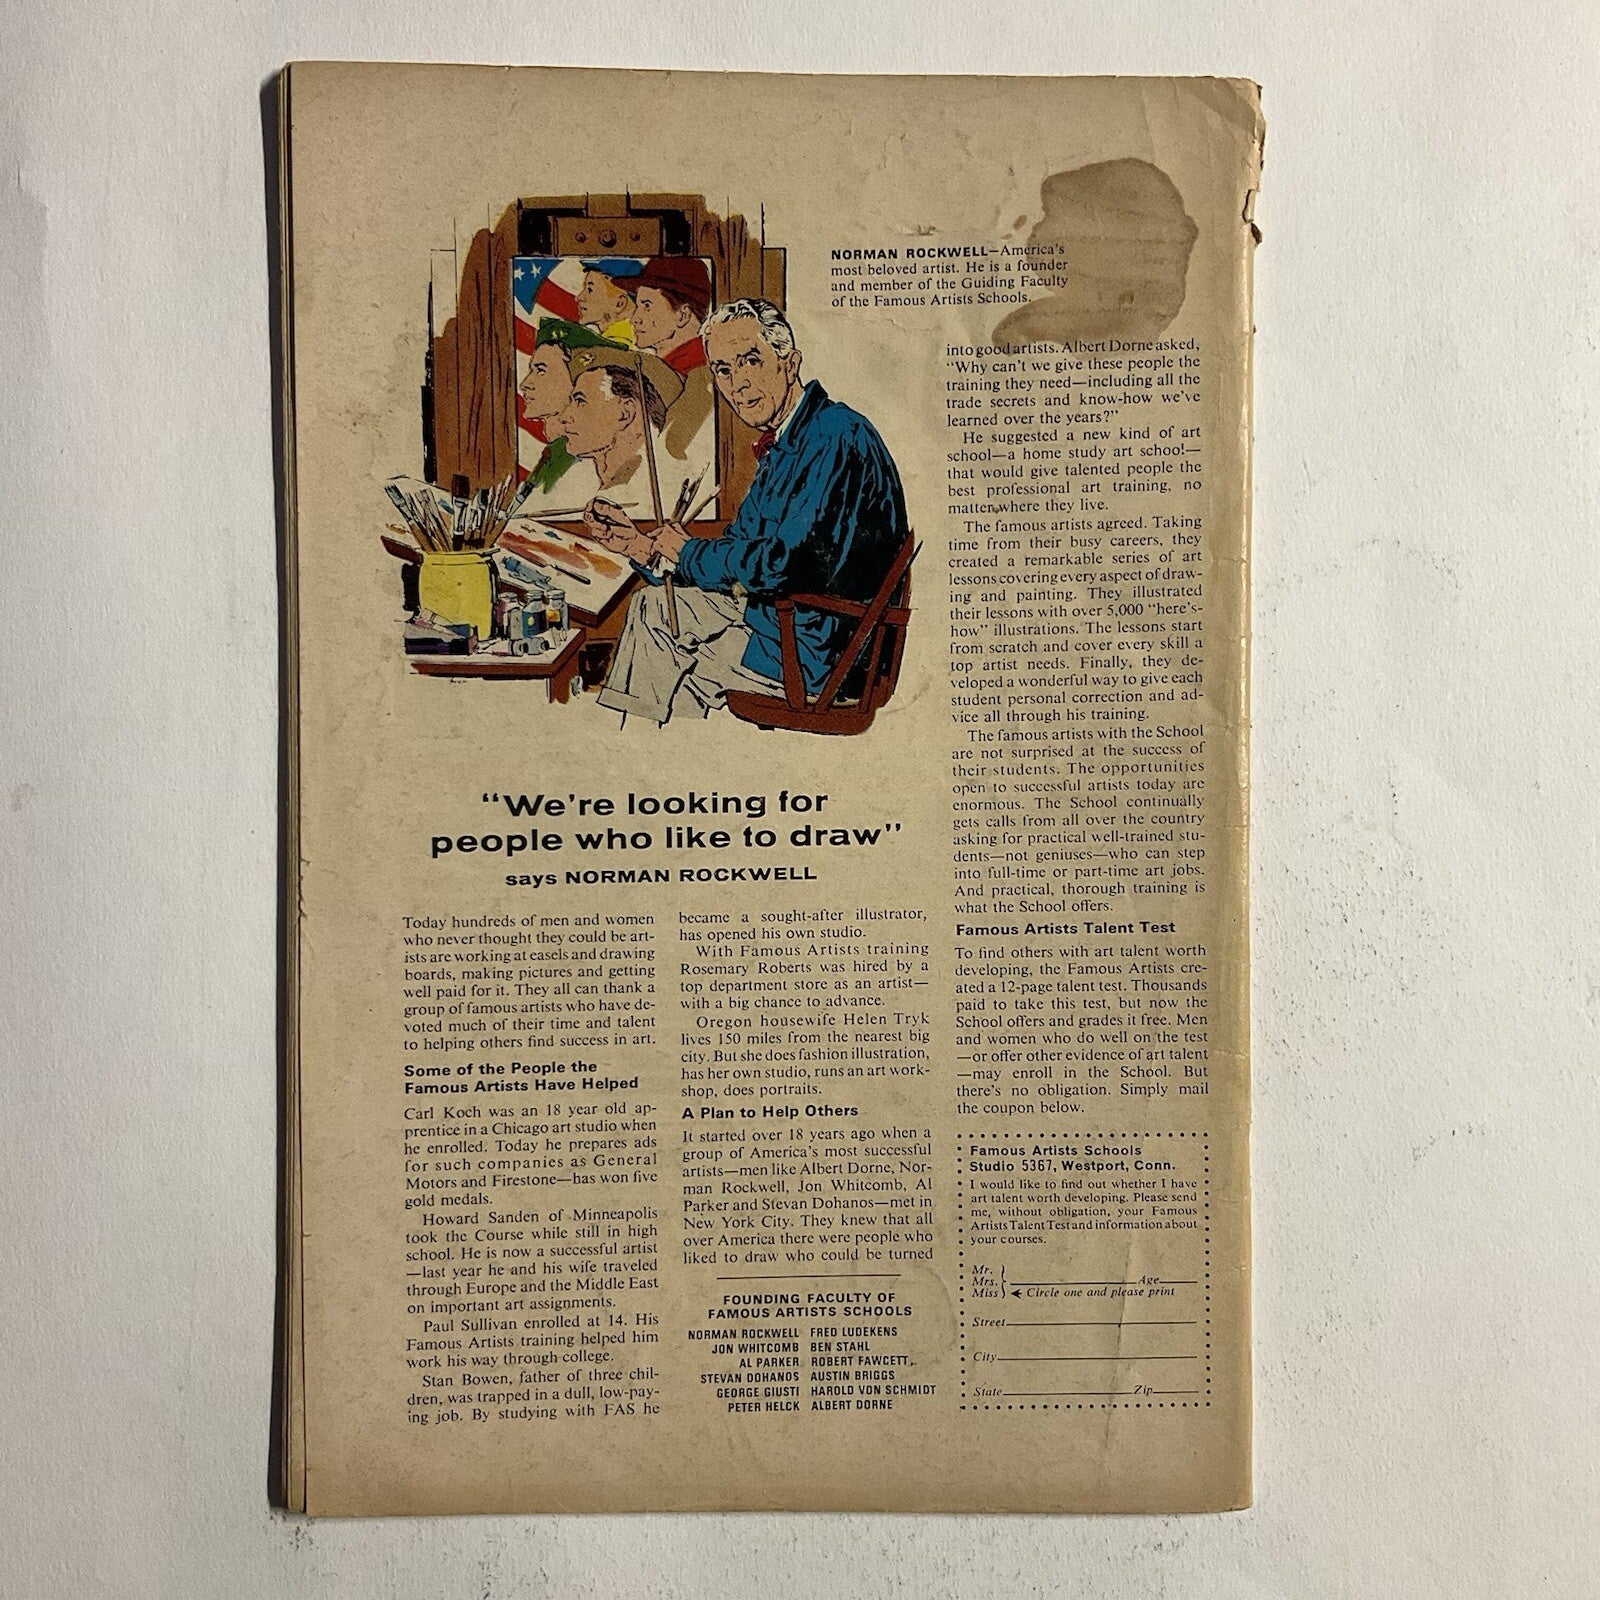 NORMAN ROCKWELL—America's
most beloved artist. He is a founder
and member of the Guiding Faculty
of the Famous Artists Schools.
"We're looking for
people who like to draw"
says NORMAN ROCKWELL
Today hundreds of men and women
who never thought they could be art-
ists are working at easels and drawing
boards, making pictures and getting
well paid for it. They all can thank a
group of famous artists who have de-
voted much of their time and talent
to helping others find success in art.
Some of the People the
Famous Artists Have Helped
Carl Koch was an 18 year old ap-
prentice in a Chicago art studio when
he enrolled. Today he prepares ads
for such companies as General
Motors and Firestone—has won five
gold medals.
Howard Sanden of Minneapolis
took the Course while still in high
school. He is now a successful artist
—last year he and his wife traveled
through Europe and the Middle East
on important art assignments.
Paul Sullivan enrolled at 14. His
Famous Artists training helped him
work his way through college.
Stan Bowen, father of three chil-
dren, was trapped in a dull, low-pay-
ing job. By studying with FAS he
became a sought-after illustrator,
has opened his own studio.
With Famous Artists training
Rosemary Roberts was hired by a
top department store as an artist—
with a big chance to advance.
Oregon housewife Helen Tryk
lives 150 miles from the nearest big
city. But she does fashion illustration,
has her own studio, runs an art work-
shop, does portraits.
A Plan to Help Others
It started over 18 years ago when a
group of America's most successful
artists—men like Albert Dorne, Nor-
man Rockwell, Jon Whitcomb, Al
Parker and Stevan Dohanos—met in
New York City. They knew that all
over America there were people who
liked to draw who could be turned
FOUNDING FACULTY OF
FAMOUS ARTISTS SCHOOLS
NORMAN ROCKWELL FRED LUDEKENS
JON WHITCOMB BEN STAHL
AL PARKER ROBERT FAWCETT
STEVAN DOHANOS AUSTIN BRIGGS
GEORGE GIUSTI HAROLD VON SCHMIDT
PETER HELCK ALBERT DORNE
into good artists. Albert Dorne asked,
"Why can't we give these people the
training they need—including all the
trade secrets and know-how we've
learned over the years?"
He suggested a new kind of art
school—a home study art school—
that would give talented people the
best professional art training, no
matter where they live.
The famous artists agreed. Taking
time from their busy careers, they
created a remarkable series of art
lessons covering every aspect of draw-
ing and painting. They illustrated
their lessons with over 5,000 "here's-
how" illustrations. The lessons start
from scratch and cover every skill a
top artist needs. Finally, they de-
veloped a wonderful way to give each
student personal correction and ad-
vice all through his training.
The famous artists with the School
are not surprised at the success of
their students. The opportunities
open to successful artists today are
enormous. The School continually
gets calls from all over the country
asking for practical well-trained stu-
dents—not geniuses—who can step
into full-time or part-time art jobs.
And practical, thorough training is
what the School offers.
Famous Artists Talent Test
To find others with art talent worth
developing, the Famous Artists cre-
ated a 12-page talent test. Thousands
paid to take this test, but now the
School offers and grades it free. Men
and women who do well on the test
—or offer other evidence of art talent
—may enroll in the School. But
there's no obligation. Simply mail
the coupon below.
Famous Artists Schools
Studio 5367, Westport, Conn.
I would like to find out whether I have
art talent worth developing. Please send
me, without obligation, your Famous
Artists Talent Test and information about
your courses.
Mr.
Mrs. Age
Miss Circle one and please print
Street
City
State Zip